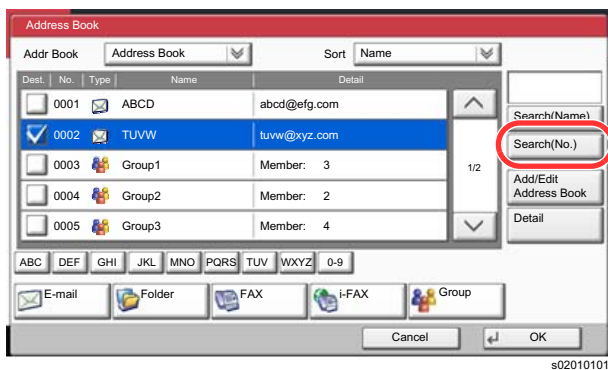 Address Book
Addr Book Address Book Sort Name
Dest. No. Type Name Detail
0001 ABCD abcd@efg.com
Search(Name)
0002 TUVW tuvw@xyz.com
Search(No.)
0003 Group1 Member: 3
1/2
Add/Edit
Address Book
0004 Group2 Member: 2
Detail
0005 Group3 Member: 4
ABC DEF GHI JKL MNO PQRS TUV WXYZ 0-9
E-mail Folder FAX i-FAX Group
Cancel OK
s02010101